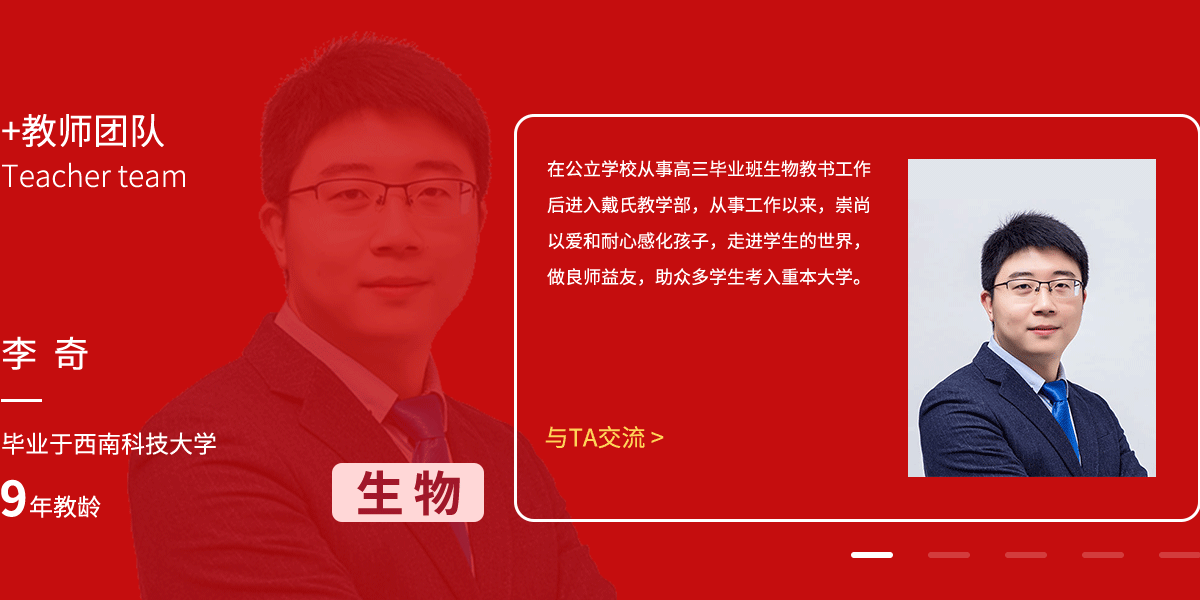 +教师团队
Teacher team
李 奇
毕业于西南科技大学
9年教龄
生物
在公立学校从事高三毕业班生物教书工作
后进入戴氏教学部，从事工作以来，崇尚
以爱和耐心感化孩子，走进学生的世界，
做良师益友，助众多学生考入重本大学。
与TA交流 >